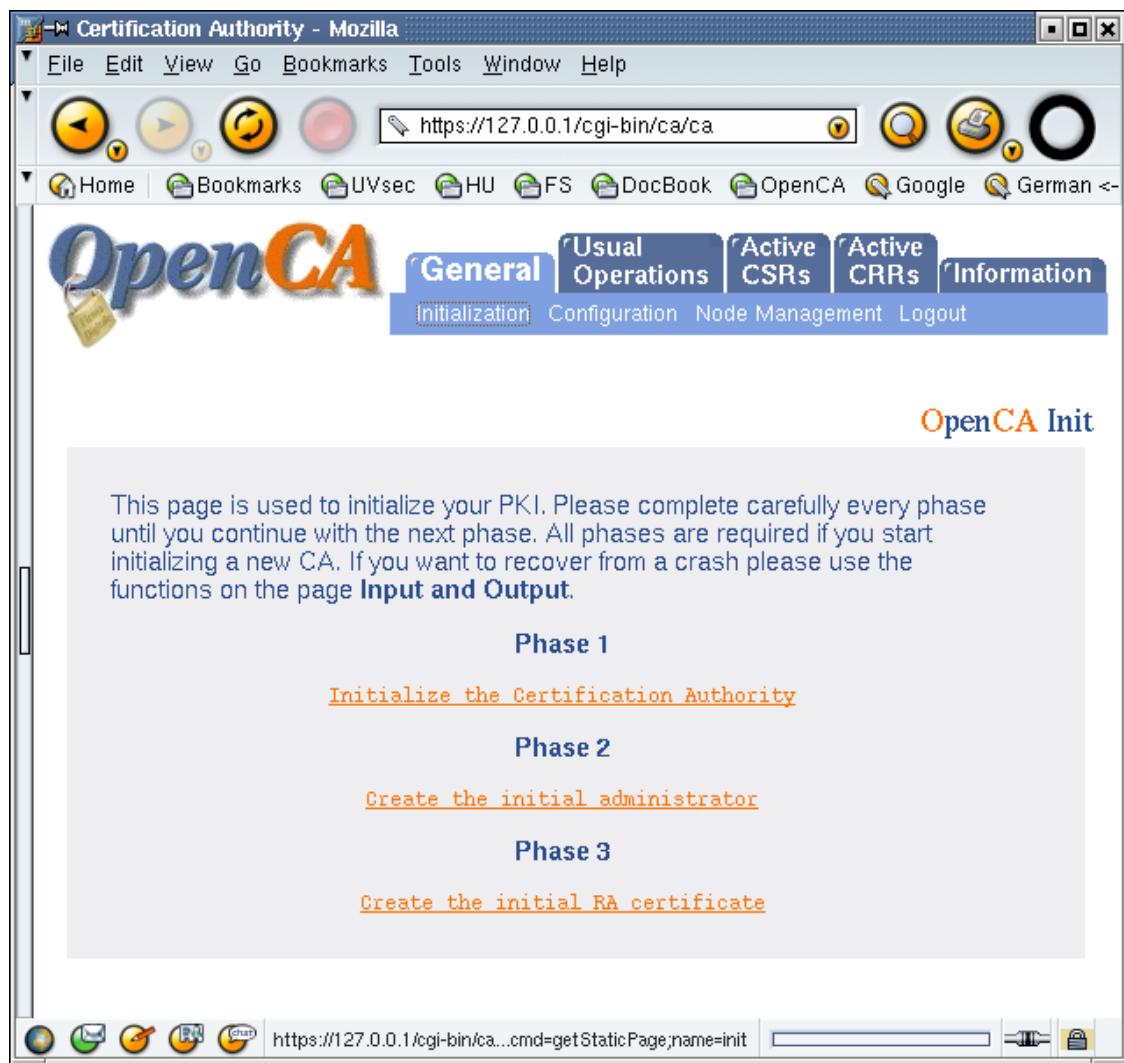 Certification Authority - Mozilla
File Edit View Go Bookmarks Tools Window Help
https://127.0.0.1/cgi-bin/ca/ca
Home Bookmarks UVsec HU FS DocBook OpenCA Google German <-
OpenCA
General
Usual Operations
Active CSRs
Active CRRs
Information
Initialization Configuration Node Management Logout
OpenCA Init
This page is used to initialize your PKI. Please complete carefully every phase
until you continue with the next phase. All phases are required if you start
initializing a new CA. If you want to recover from a crash please use the
functions on the page Input and Output.
Phase 1
Initialize the Certification Authority
Phase 2
Create the initial administrator
Phase 3
Create the initial RA certificate
https://127.0.0.1/cgi-bin/ca...cmd=getStaticPage;name=init